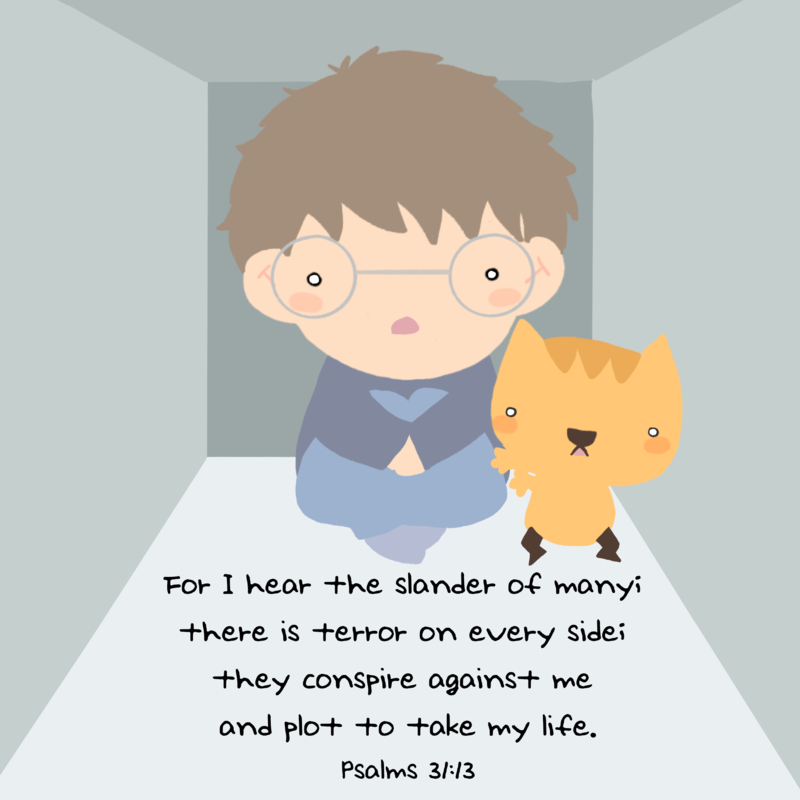 For I hear the slander of many;
there is terror on every side;
they conspire against me
and plot to take my life.
Psalms 31:13